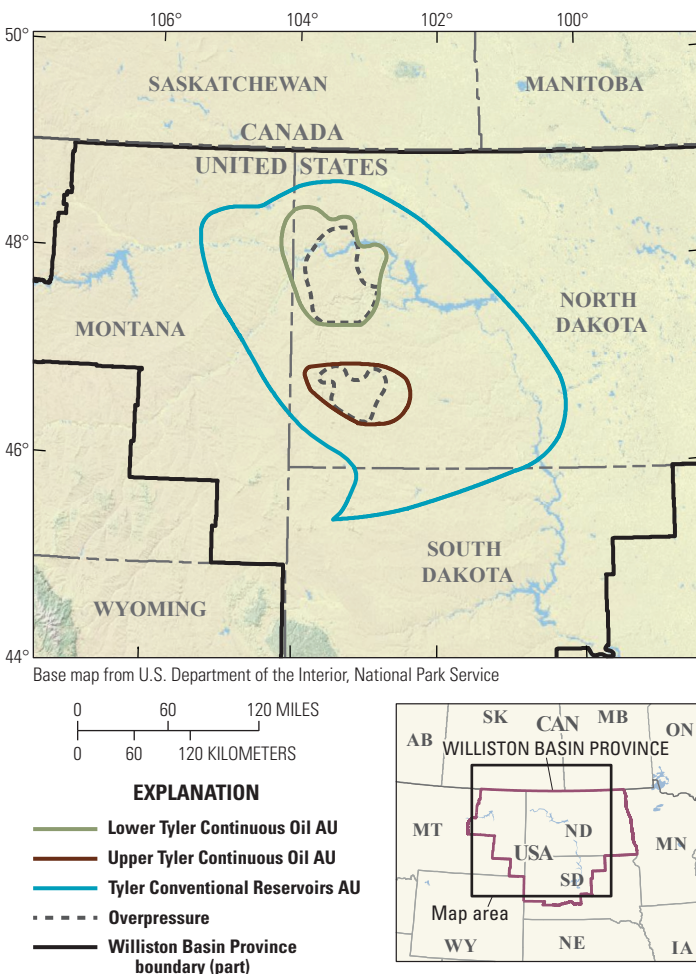 106°
104°
102°
100°
50°
SASKATCHEWAN
MANITOBA
CANADA
UNITED STATES
48°
MONTANA
NORTH
DAKOTA
46°
SOUTH
DAKOTA
WYOMING
44°
Base map from U.S. Department of the Interior, National Park Service
0 60 120 MILES
0 60 120 KILOMETERS
EXPLANATION
Lower Tyler Continuous Oil AU
Upper Tyler Continuous Oil AU
Tyler Conventional Reservoirs AU
Overpressure
Williston Basin Province
boundary (part)
SK CAN MB
AB ON
WILLISTON BASIN PROVINCE
MT ND MN
USA
SD
Map area
WY NE IA